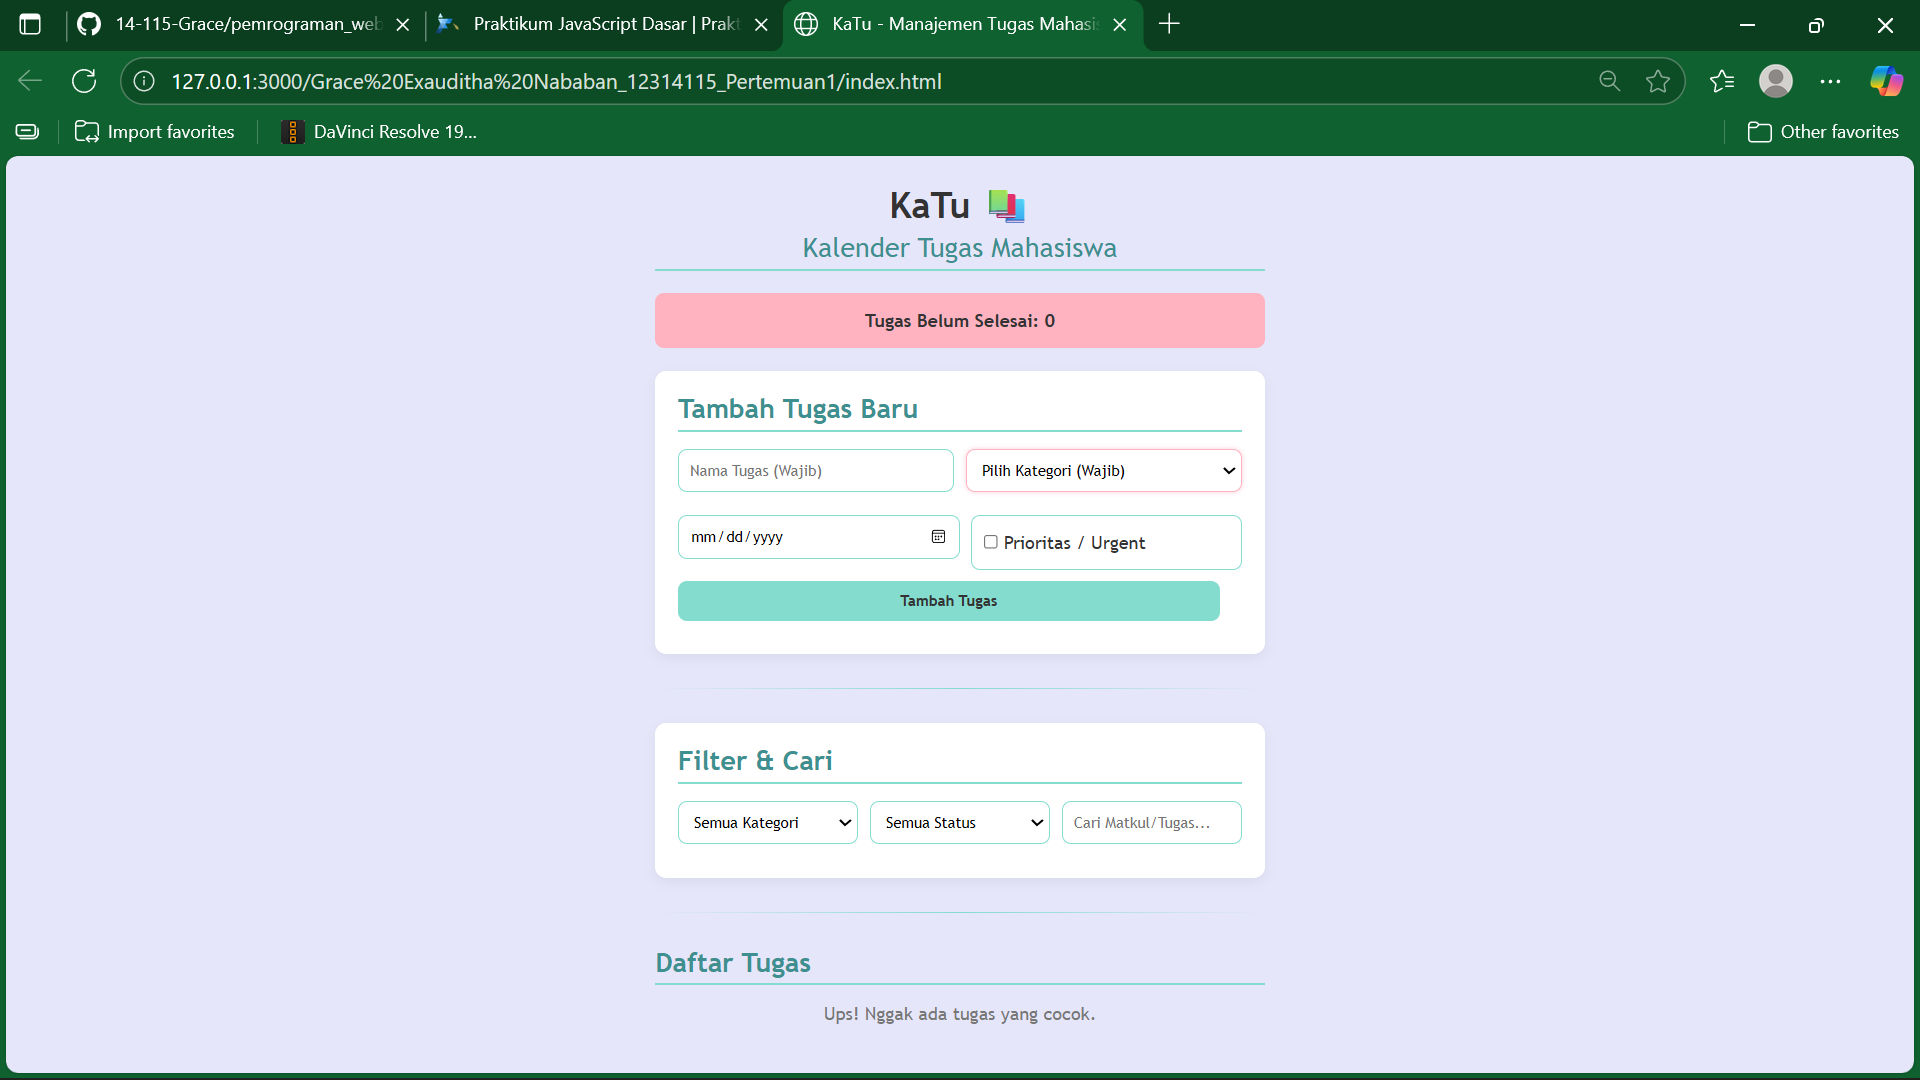 14-115-Grace/pemrograman_web
Praktikum JavaScript Dasar | Prakt
KaTu - Manajemen Tugas Mahasis
127.0.0.1:3000/Grace%20Exauditha%20Nababan_12314115_Pertemuan1/index.html
Import favorites
DaVinci Resolve 19...
Other favorites
KaTu
Kalender Tugas Mahasiswa
Tugas Belum Selesai: 0
Tambah Tugas Baru
Nama Tugas (Wajib)
Pilih Kategori (Wajib)
mm/dd/yyyy
Prioritas / Urgent
Tambah Tugas
Filter & Cari
Semua Kategori
Semua Status
Cari Matkul/Tugas...
Daftar Tugas
Ups! Nggak ada tugas yang cocok.